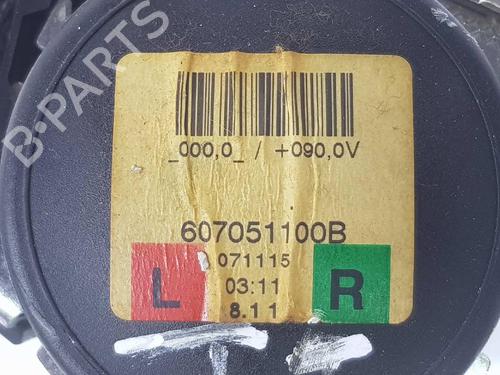 B-PARTS
_000,0_ / +090,0V
607051100B
071115
L
03:11
R
8.11